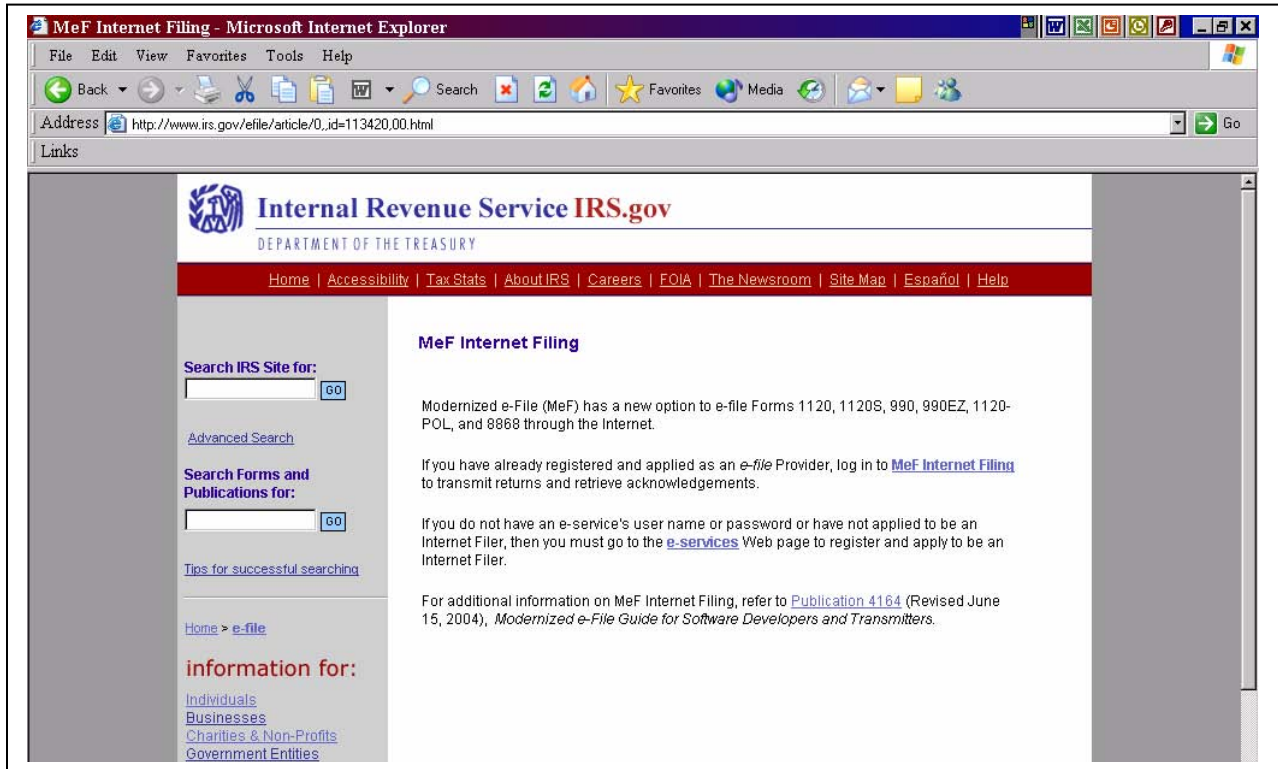 MeF Internet Filing - Microsoft Internet Explorer
File Edit View Favorites Tools Help
Back Search Favorites Media
Address http://www.irs.gov/efile/article/0,,id=113420,00.html Go
Links
Internal Revenue Service IRS.gov
DEPARTMENT OF THE TREASURY
Home | Accessibility | Tax Stats | About IRS | Careers | FOIA | The Newsroom | Site Map | Español | Help
MeF Internet Filing
Search IRS Site for:
GO
Advanced Search
Search Forms and
Publications for:
GO
Tips for successful searching
Home > e-file
information for:
Individuals
Businesses
Charities & Non-Profits
Government Entities
Modernized e-File (MeF) has a new option to e-file Forms 1120, 1120S, 990, 990EZ, 1120-
POL, and 8868 through the Internet.
If you have already registered and applied as an e-file Provider, log in to MeF Internet Filing
to transmit returns and retrieve acknowledgements.
If you do not have an e-service's user name or password or have not applied to be an
Internet Filer, then you must go to the e-services Web page to register and apply to be an
Internet Filer.
For additional information on MeF Internet Filing, refer to Publication 4164 (Revised June
15, 2004), Modernized e-File Guide for Software Developers and Transmitters.